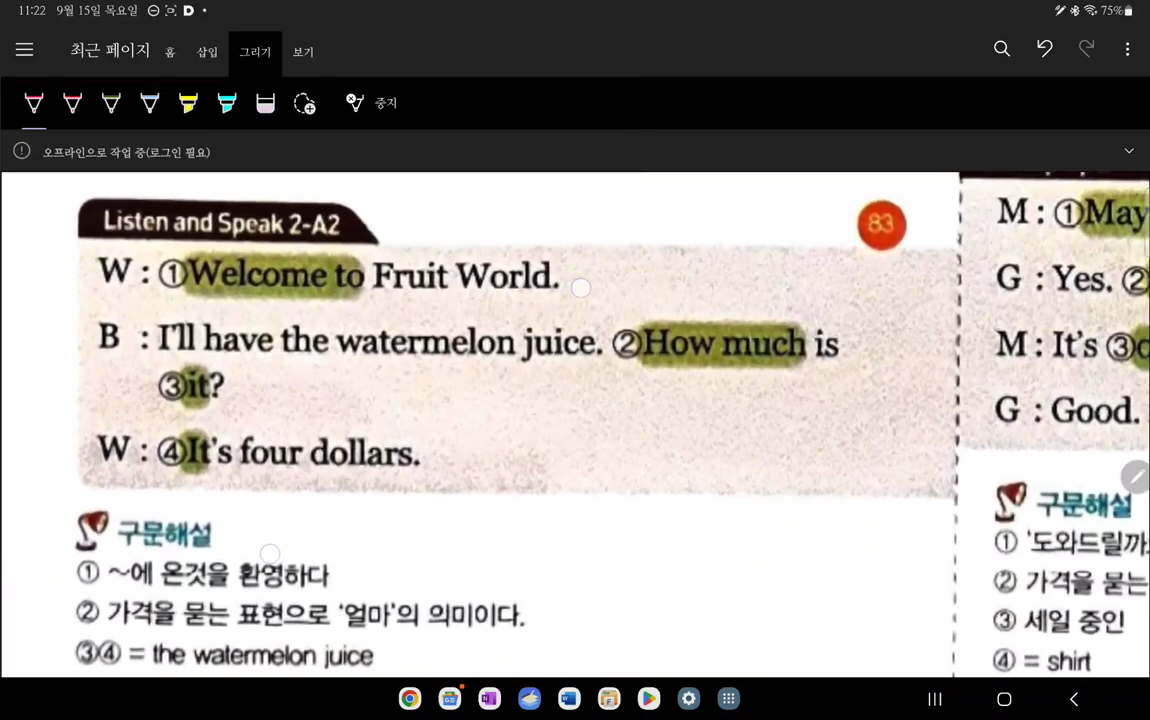 11:22 9월 15일 목요일 75%
최근 페이지 홈 삽입 그리기 보기
중지
오프라인으로 작업 중(로그인 필요)
Listen and Speak 2-A2
83
W : ①Welcome to Fruit World.
B : I'll have the watermelon juice. ②How much is
③it?
W : ④It's four dollars.
구문해설
① ~에 온것을 환영하다
② 가격을 묻는 표현으로 '얼마'의 의미이다.
③④ = the watermelon juice
M : ①May
G : Yes. ②
M : It's ③
G : Good.
구문해설
① '도와드릴까
② 가격을 묻는
③ 세일 중인
④ = shirt